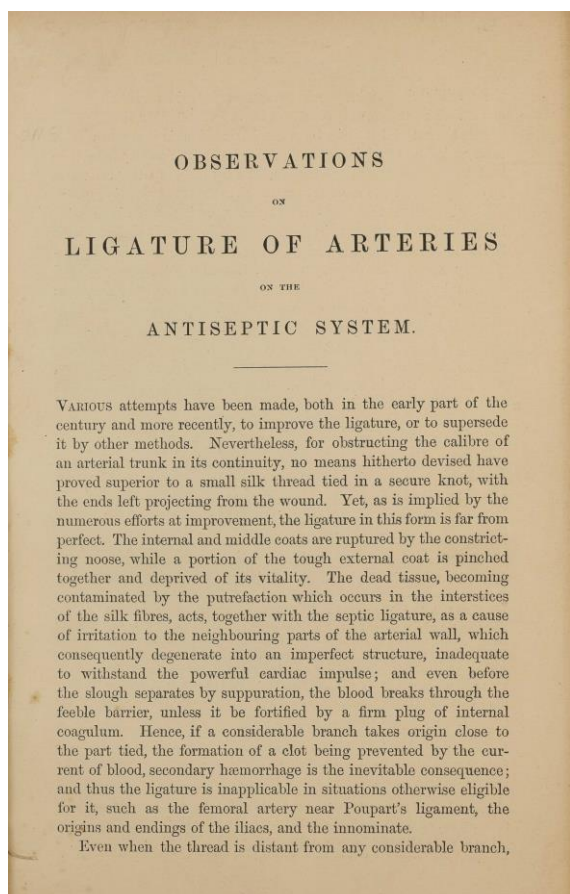 OBSERVATIONS
ON
LIGATURE OF ARTERIES
ON THE
ANTISEPTIC SYSTEM.
VARIOUS attempts have been made, both in the early part of the
century and more recently, to improve the ligature, or to supersede
it by other methods. Nevertheless, for obstructing the calibre of
an arterial trunk in its continuity, no means hitherto devised have
proved superior to a small silk thread tied in a secure knot, with
the ends left projecting from the wound. Yet, as is implied by the
numerous efforts at improvement, the ligature in this form is far from
perfect. The internal and middle coats are ruptured by the constrict-
ing noose, while a portion of the tough external coat is pinched
together and deprived of its vitality. The dead tissue, becoming
contaminated by the putrefaction which occurs in the interstices
of the silk fibres, acts, together with the septic ligature, as a cause
of irritation to the neighbouring parts of the arterial wall, which
consequently degenerate into an imperfect structure, inadequate
to withstand the powerful cardiac impulse; and even before
the slough separates by suppuration, the blood breaks through the
feeble barrier, unless it be fortified by a firm plug of internal
coagulum. Hence, if a considerable branch takes origin close to
the part tied, the formation of a clot being prevented by the cur-
rent of blood, secondary hæmorrhage is the inevitable consequence;
and thus the ligature is inapplicable in situations otherwise eligible
for it, such as the femoral artery near Poupart's ligament, the
origins and endings of the iliacs, and the innominate.
Even when the thread is distant from any considerable branch,